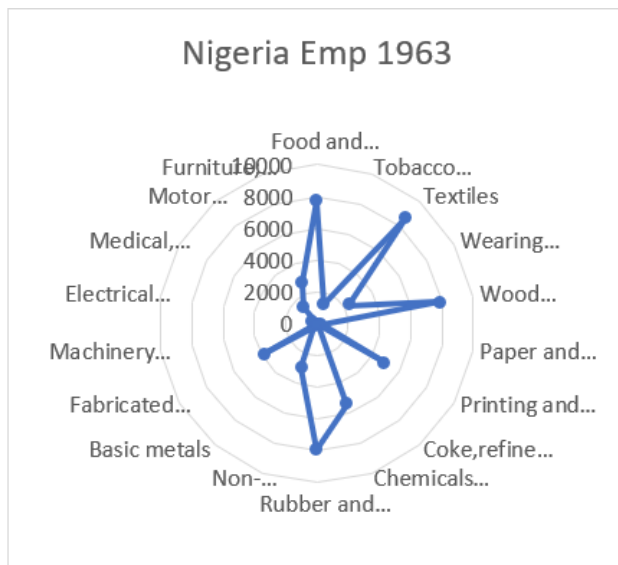 Nigeria Emp 1963
Food and...
Tobacco...
Textiles
Wearing...
Wood...
Paper and...
Printing and...
Coke,refine...
Chemicals...
Rubber and...
Non-...
Basic metals
Fabricated...
Machinery...
Electrical...
Medical,...
Motor...
Furniture,...
10000
8000
6000
4000
2000
0